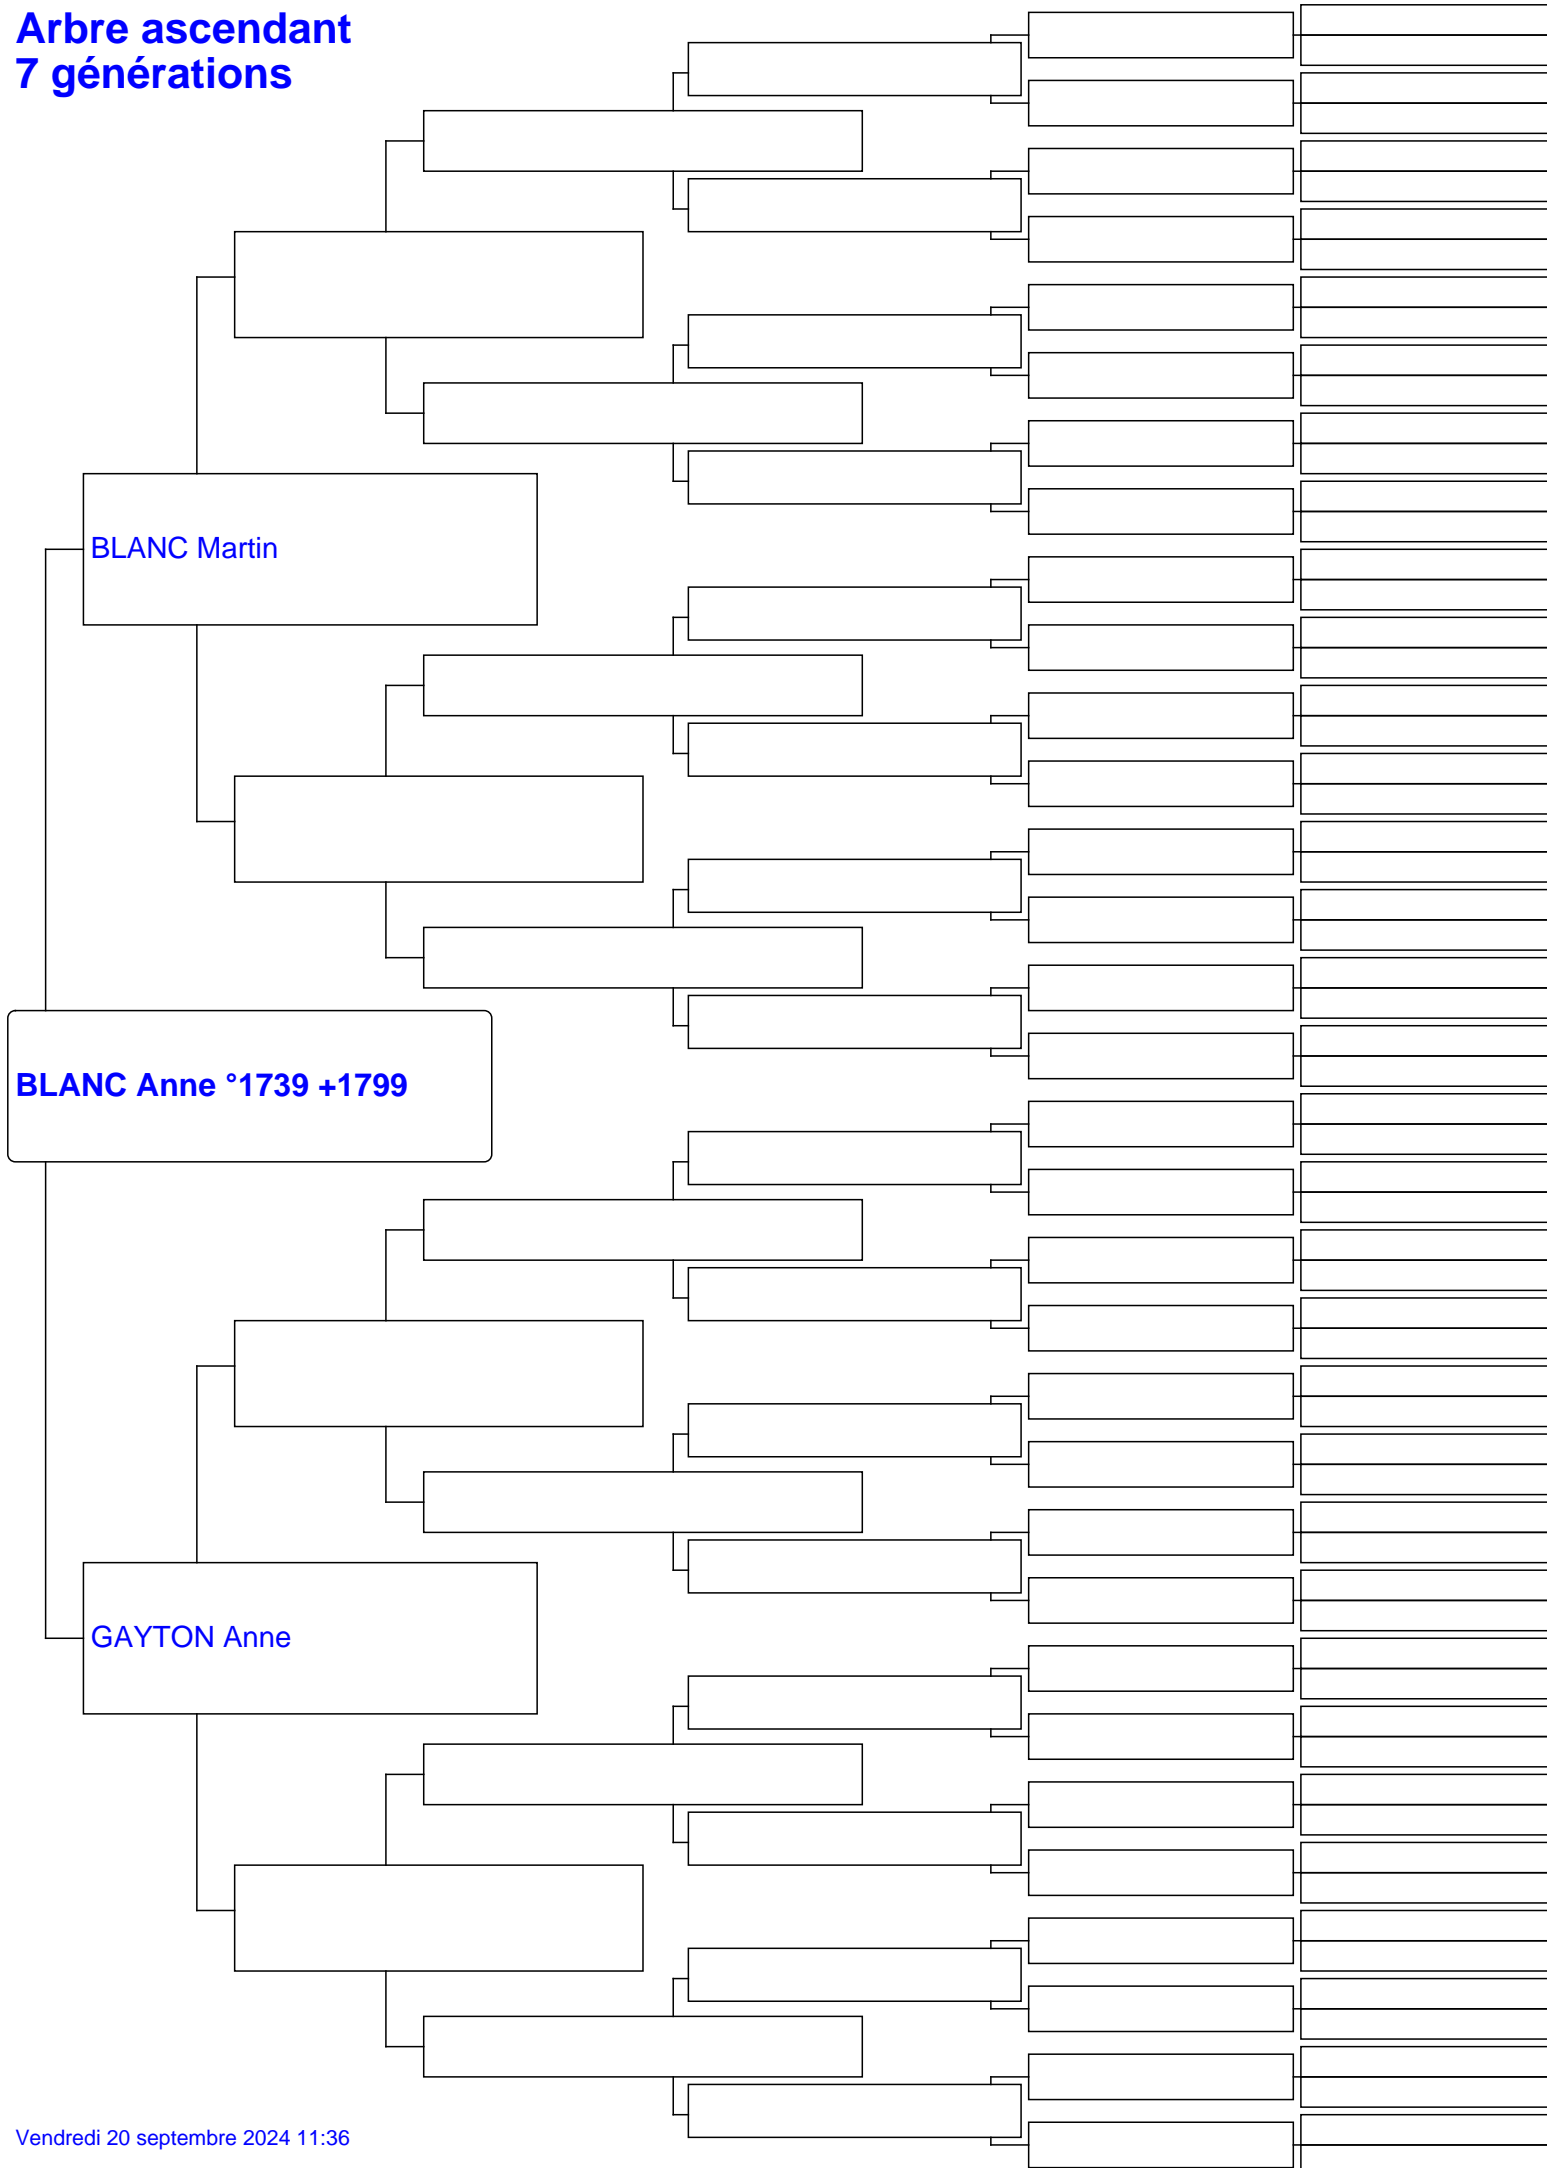 Arbre ascendant
7 générations
BLANC Martin
BLANC Anne °1739 +1799
GAYTON Anne
Vendredi 20 septembre 2024 11:36